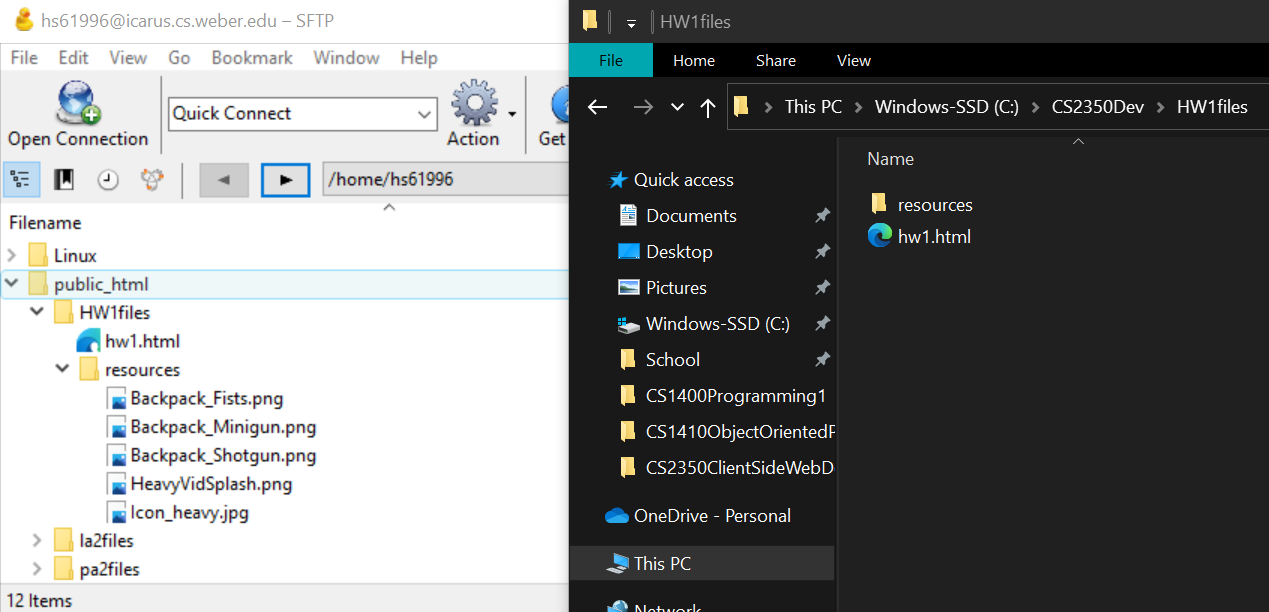 hs61996@icarus.cs.weber.edu – SFTP
File Edit View Go Bookmark Window Help
Open Connection
Quick Connect
Action
Get
/home/hs61996
Filename
Linux
public_html
HW1files
hw1.html
resources
Backpack_Fists.png
Backpack_Minigun.png
Backpack_Shotgun.png
HeavyVidSplash.png
Icon_heavy.jpg
la2files
pa2files
12 Items
HW1files
File Home Share View
This PC Windows-SSD (C:) CS2350Dev HW1files
Name
resources
hw1.html
Quick access
Documents
Desktop
Pictures
Windows-SSD (C:)
School
CS1400Programming1
CS1410ObjectOrientedP
CS2350ClientSideWebD
OneDrive - Personal
This PC
Network